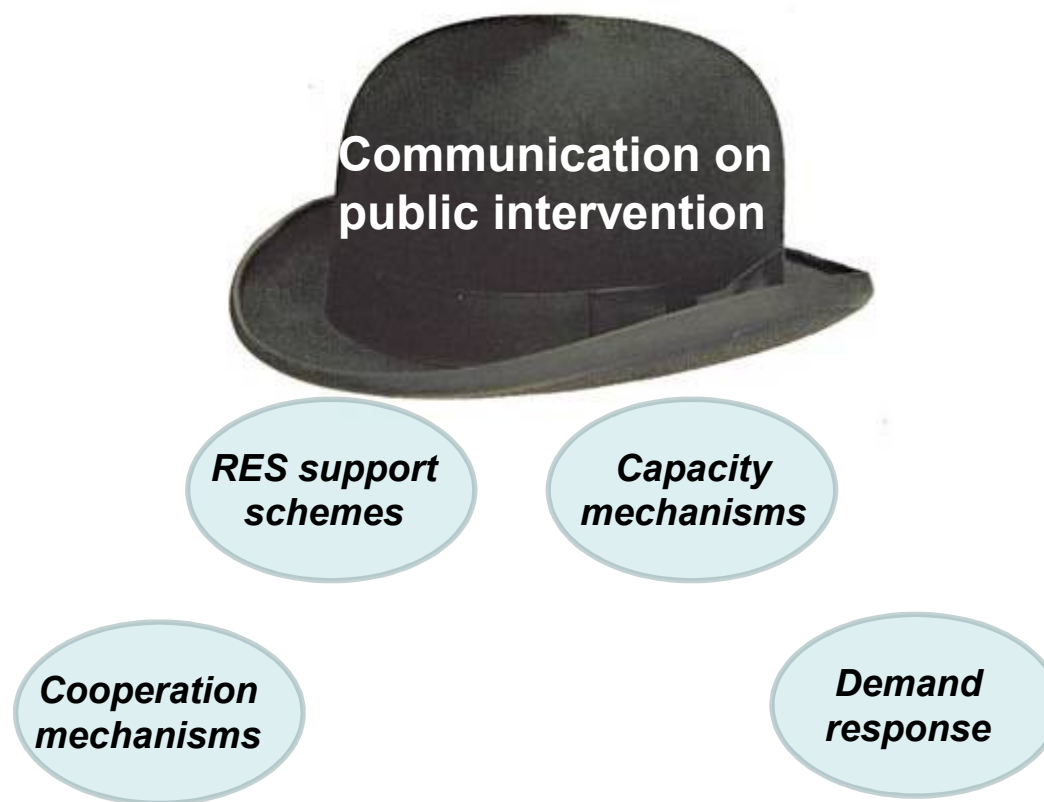 Communication on
public intervention
RES support
schemes
Capacity
mechanisms
Cooperation
mechanisms
Demand
response